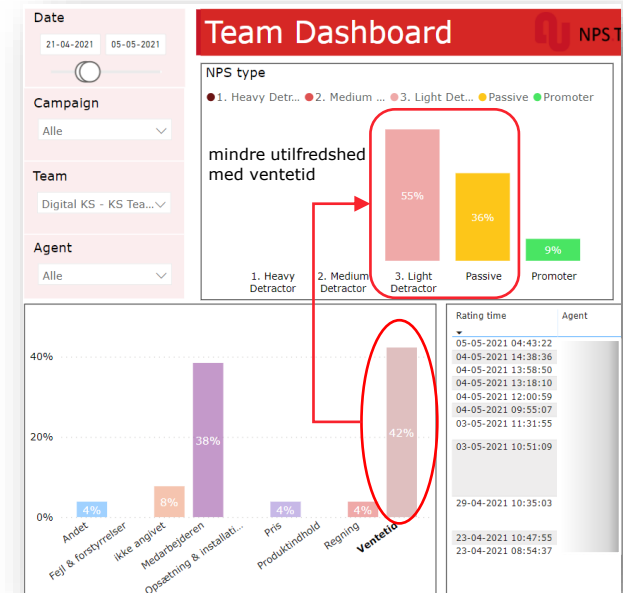 Date
21-04-2021 05-05-2021
Campaign
Alle
Team
Digital KS - KS Tea...
Agent
Alle
Team Dashboard
NPS T
NPS type
1. Heavy Detr... 2. Medium ... 3. Light Det... Passive Promoter
mindre utilfredshed
med ventetid
55%
36%
9%
1. Heavy Detractor
2. Medium Detractor
3. Light Detractor
Passive
Promoter
40%
20%
0%
4%
8%
38%
4%
4%
42%
Andet
Fejl & forstyrrelser
ikke angivet
Medarbejderen
Opsætning & installati...
Pris
Produktindhold
Regning
Ventetid
Rating time Agent
05-05-2021 04:43:22
04-05-2021 14:38:36
04-05-2021 13:58:50
04-05-2021 13:18:10
04-05-2021 12:00:59
04-05-2021 09:55:07
03-05-2021 11:31:55
03-05-2021 10:51:09
29-04-2021 10:35:03
23-04-2021 10:47:55
23-04-2021 08:54:37